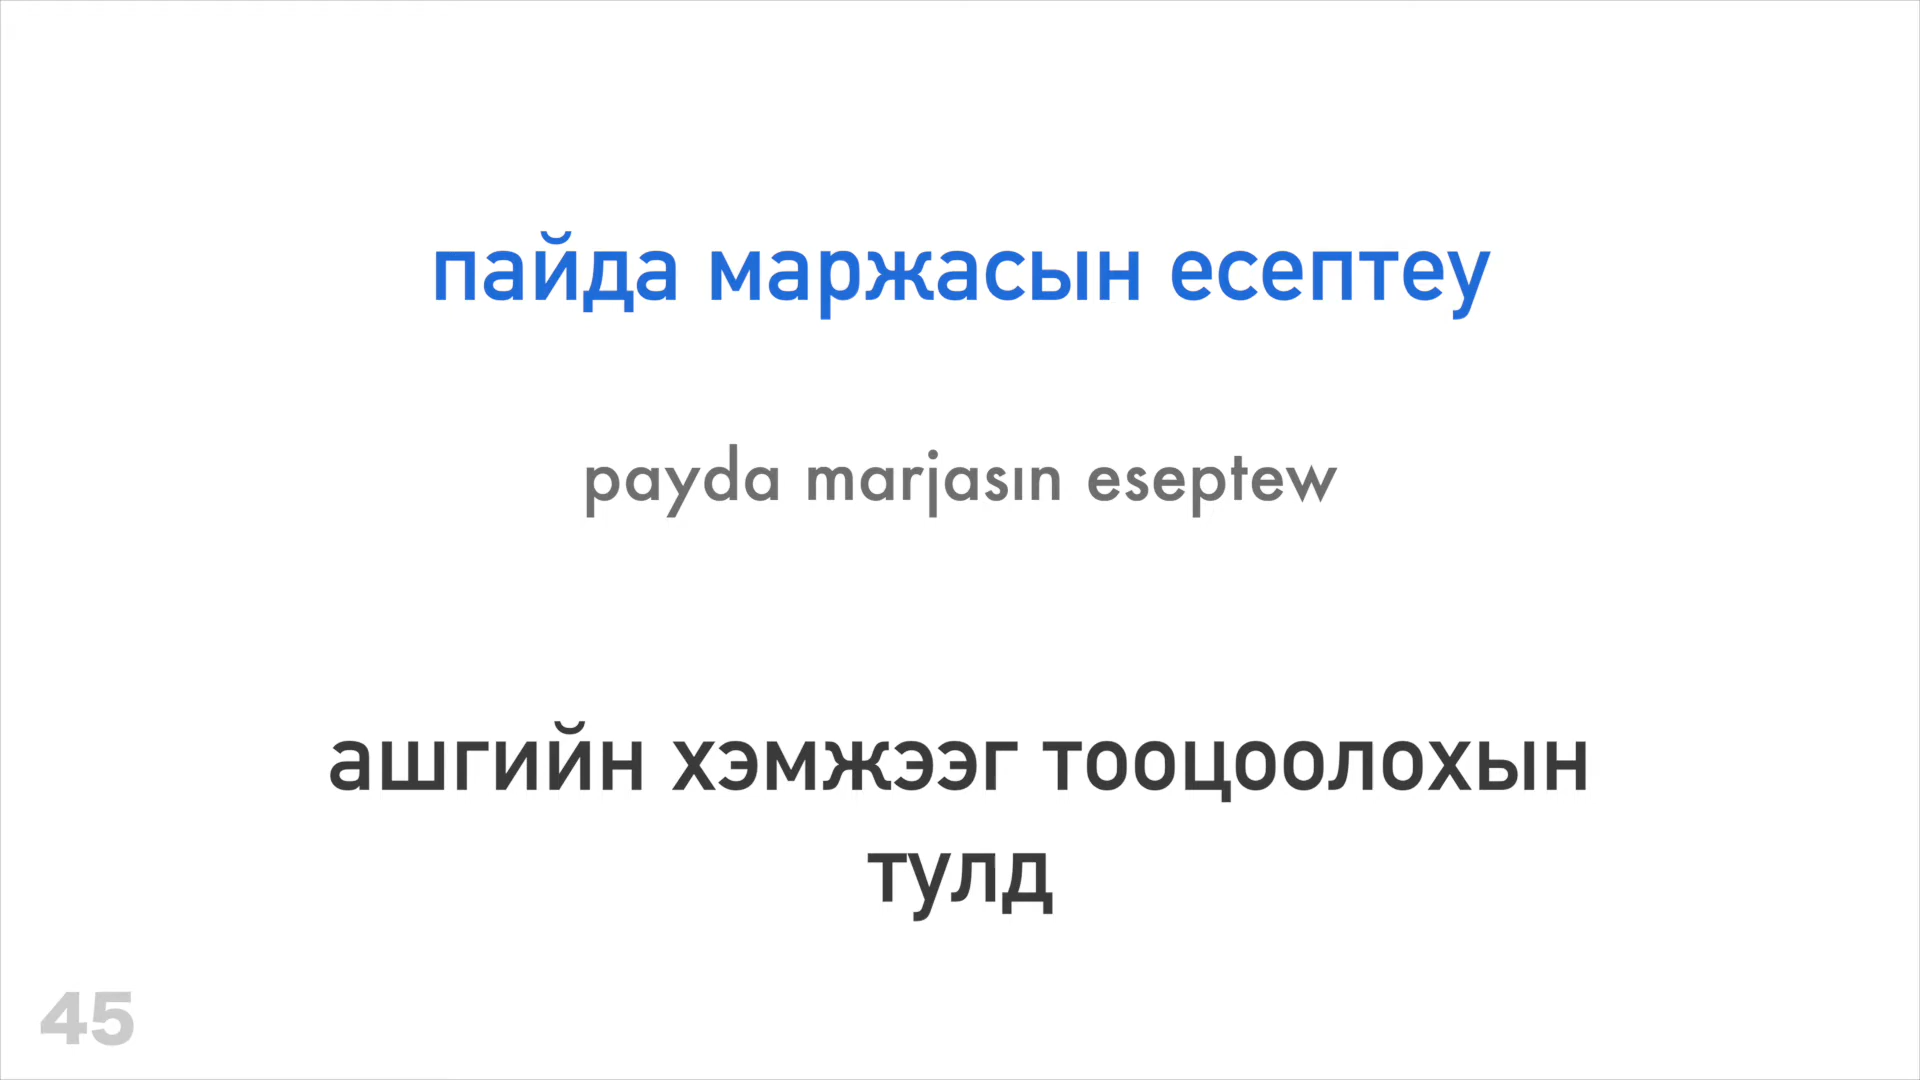 пайда маржасын есептеу
payda marjasın eseptew
ашгийн хэмжээг тооцоолохын
тулд
45